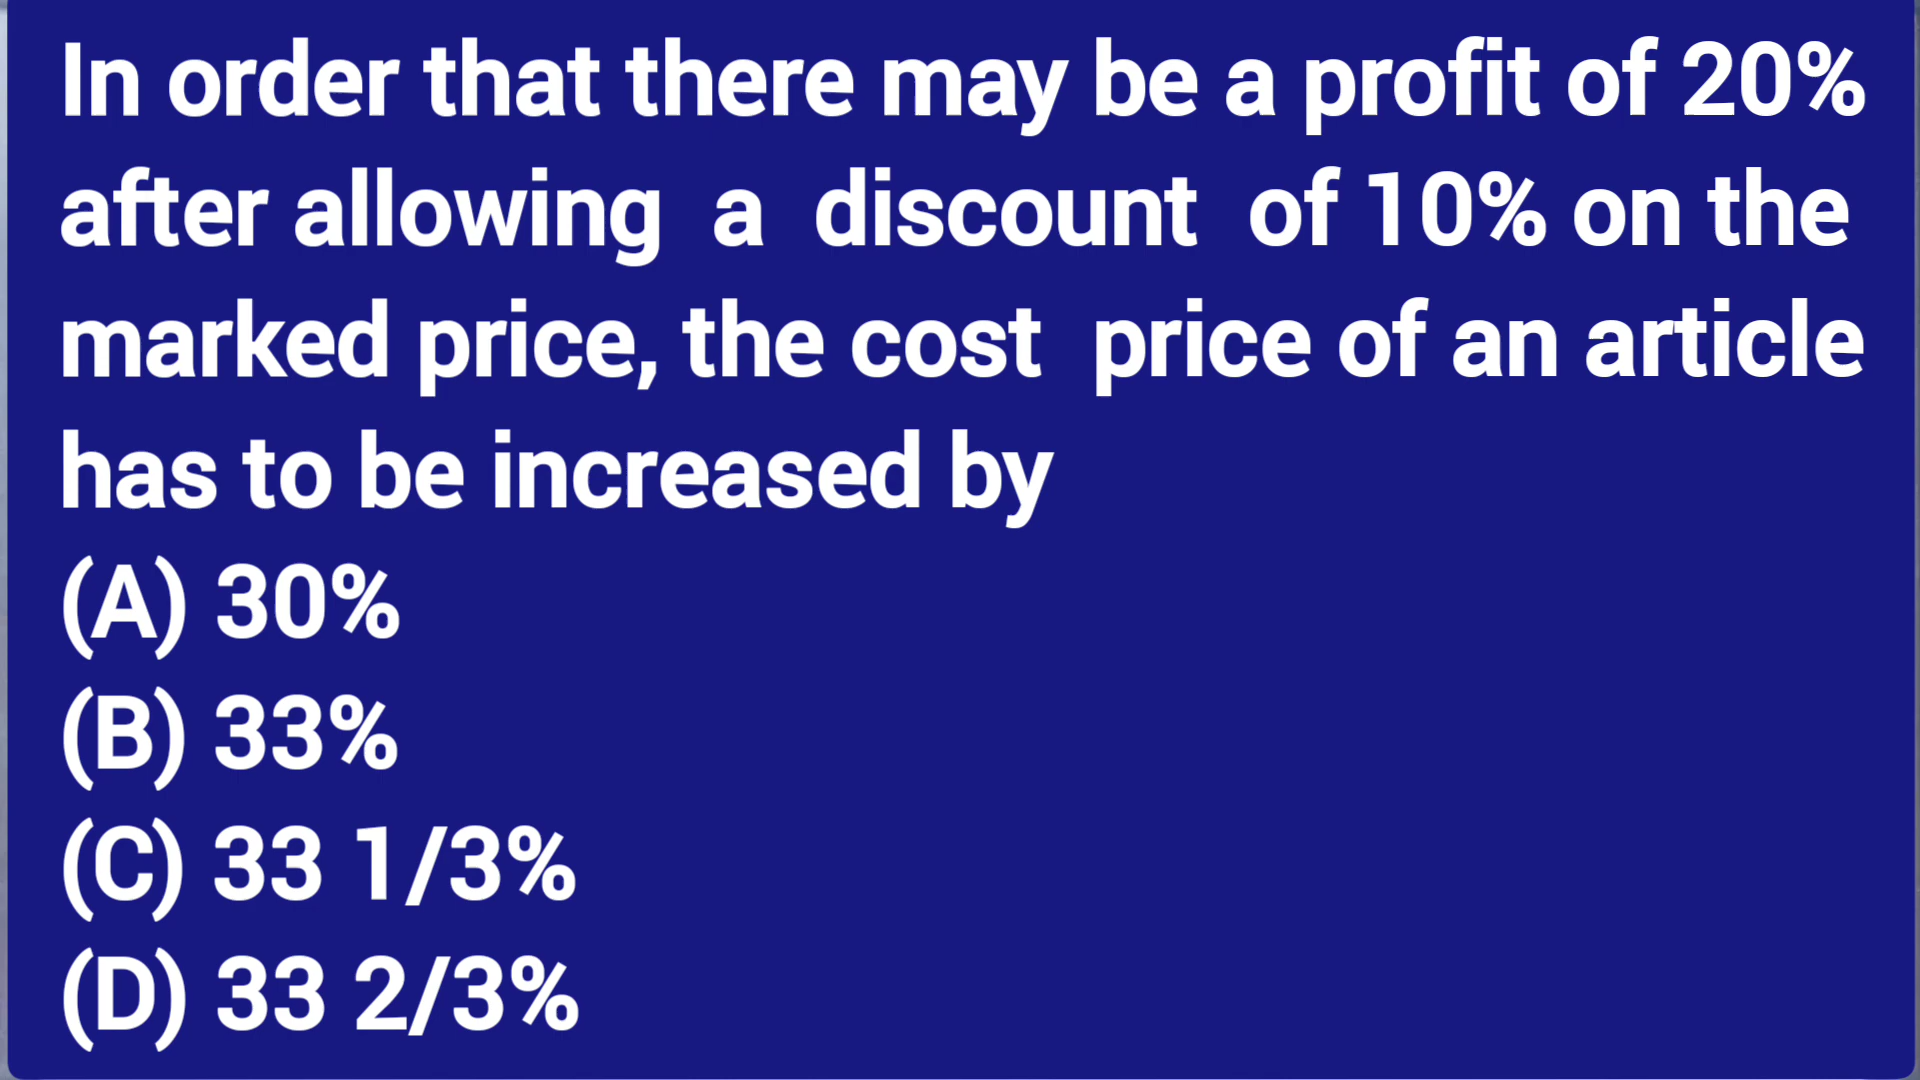 In order that there may be a profit of 20%
after allowing a discount of 10% on the
marked price, the cost price of an article
has to be increased by
(A) 30%
(B) 33%
(C) 33 1/3%
(D) 33 2/3%